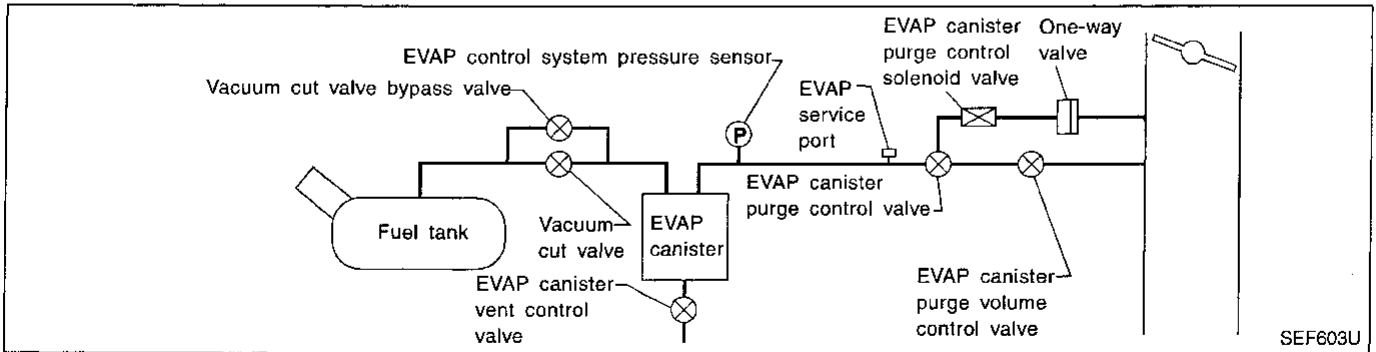 EVAP canister
purge control
solenoid valve
One-way
valve
EVAP control system pressure sensor
Vacuum cut valve bypass valve
EVAP
service
port
P
EVAP canister
purge control valve
Fuel tank
Vacuum
cut valve
EVAP
canister
EVAP canister
vent control
valve
EVAP canister
purge volume
control valve
SEF603U